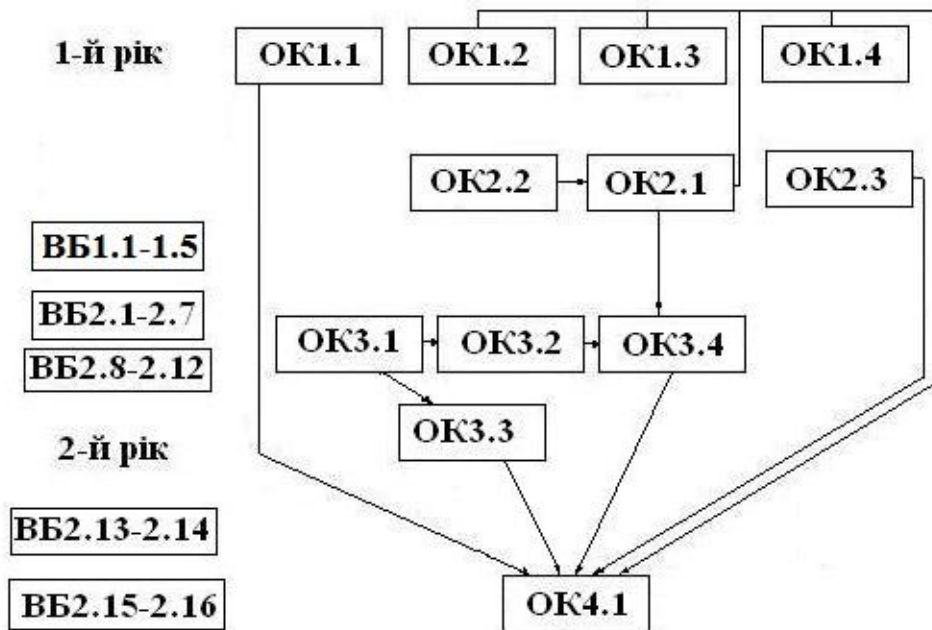 1-й рік
ОК1.1
ОК1.2
ОК1.3
ОК1.4
ОК2.2
ОК2.1
ОК2.3
ВБ1.1-1.5
ВБ2.1-2.7
ОК3.1
ОК3.2
ОК3.4
ВБ2.8-2.12
ОК3.3
2-й рік
ВБ2.13-2.14
ВБ2.15-2.16
ОК4.1